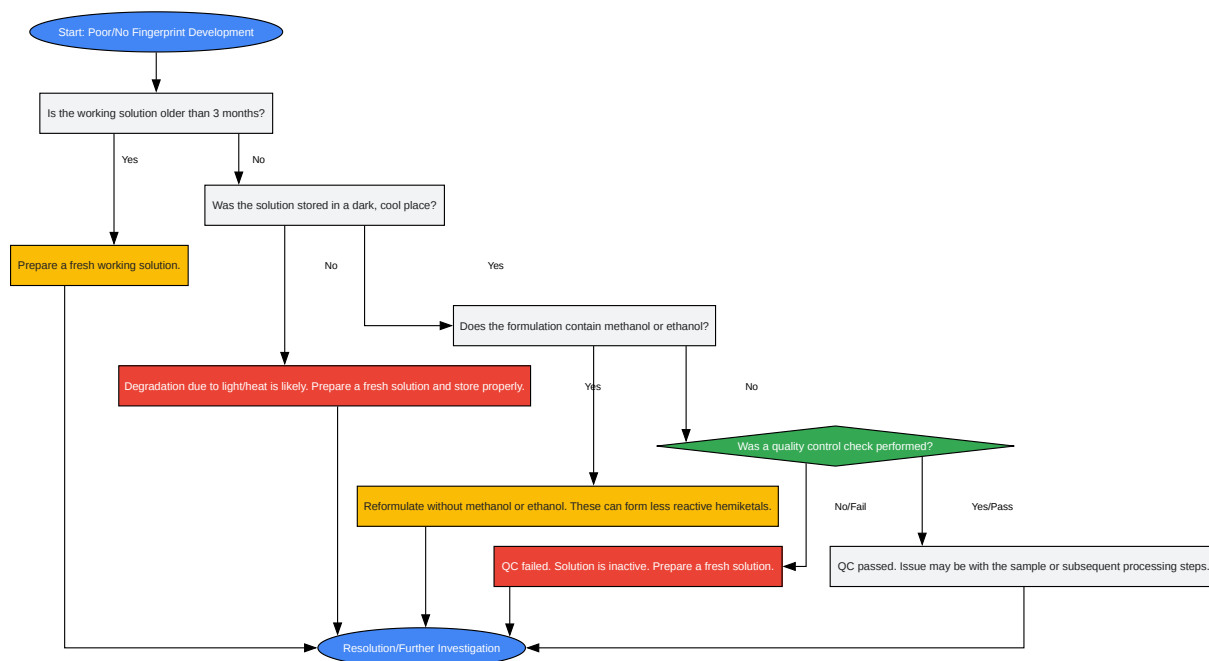 Start: Poor/No Fingerprint Development
Is the working solution older than 3 months?
Yes
No
Was the solution stored in a dark, cool place?
Prepare a fresh working solution.
No
Yes
Does the formulation contain methanol or ethanol?
Degradation due to light/heat is likely. Prepare a fresh solution and store properly.
Yes
No
Was a quality control check performed?
Reformulate without methanol or ethanol. These can form less reactive hemiketals.
No/Fail
Yes/Pass
QC failed. Solution is inactive. Prepare a fresh solution.
QC passed. Issue may be with the sample or subsequent processing steps.
Resolution/Further Investigation